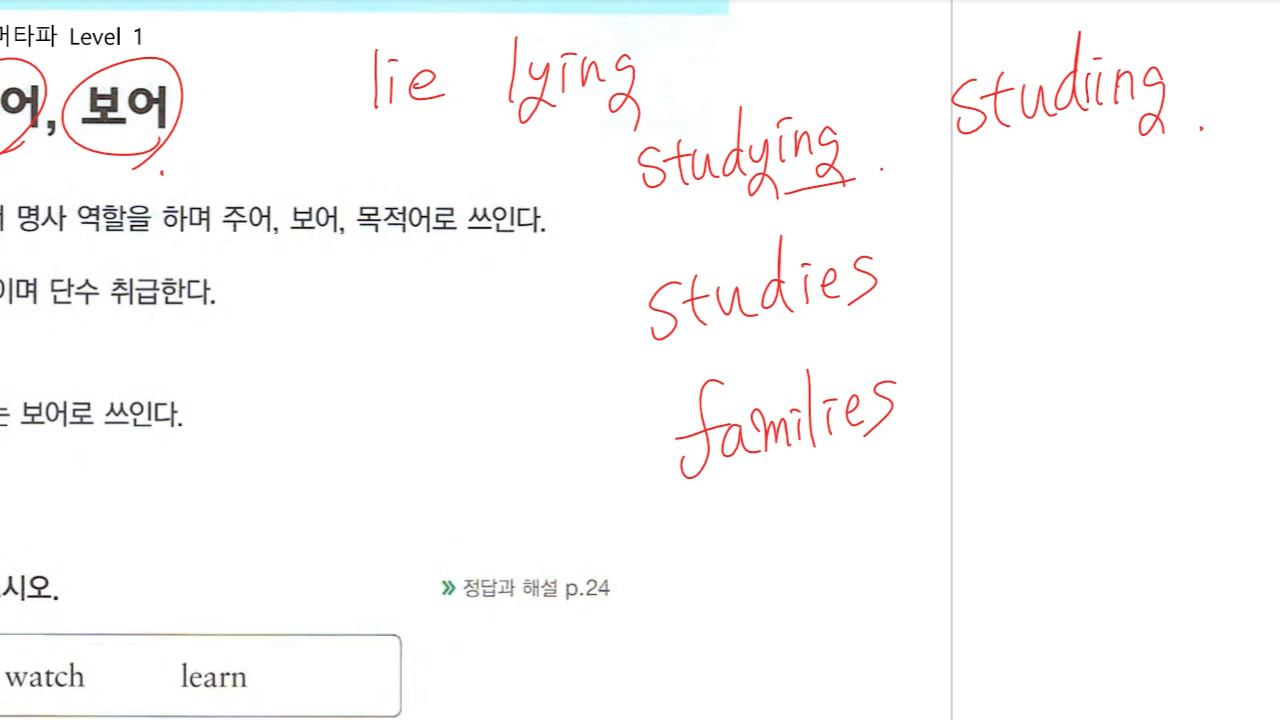 머타파 Level 1
어, 보어
lie lying
studying.
studiing.
명사 역할을 하며 주어, 보어, 목적어로 쓰인다.
studies
이며 단수 취급한다.
families
는 보어로 쓰인다.
시오.
» 정답과 해설 p.24
watch learn